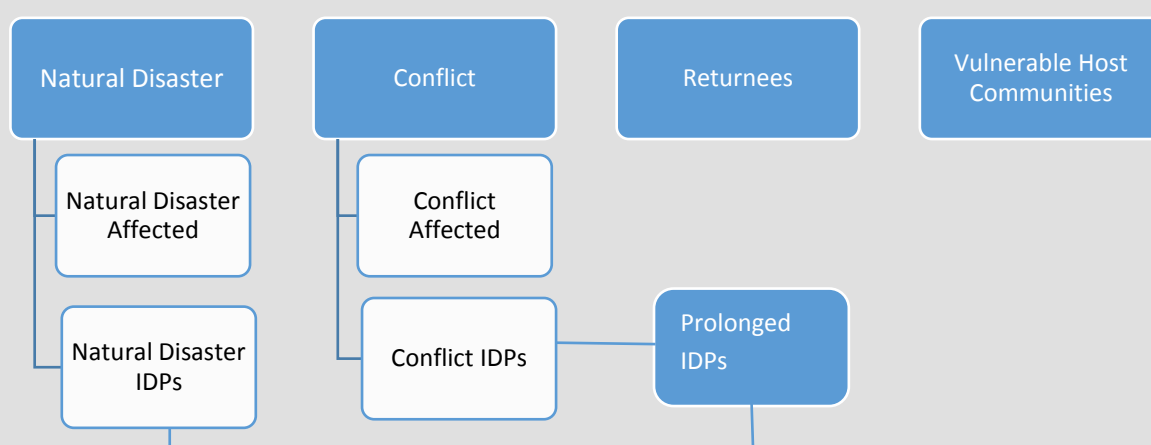 Natural Disaster
Conflict
Returnees
Vulnerable Host
Communities
Natural Disaster
Affected
Conflict
Affected
Natural Disaster
IDPs
Conflict IDPs
Prolonged
IDPs